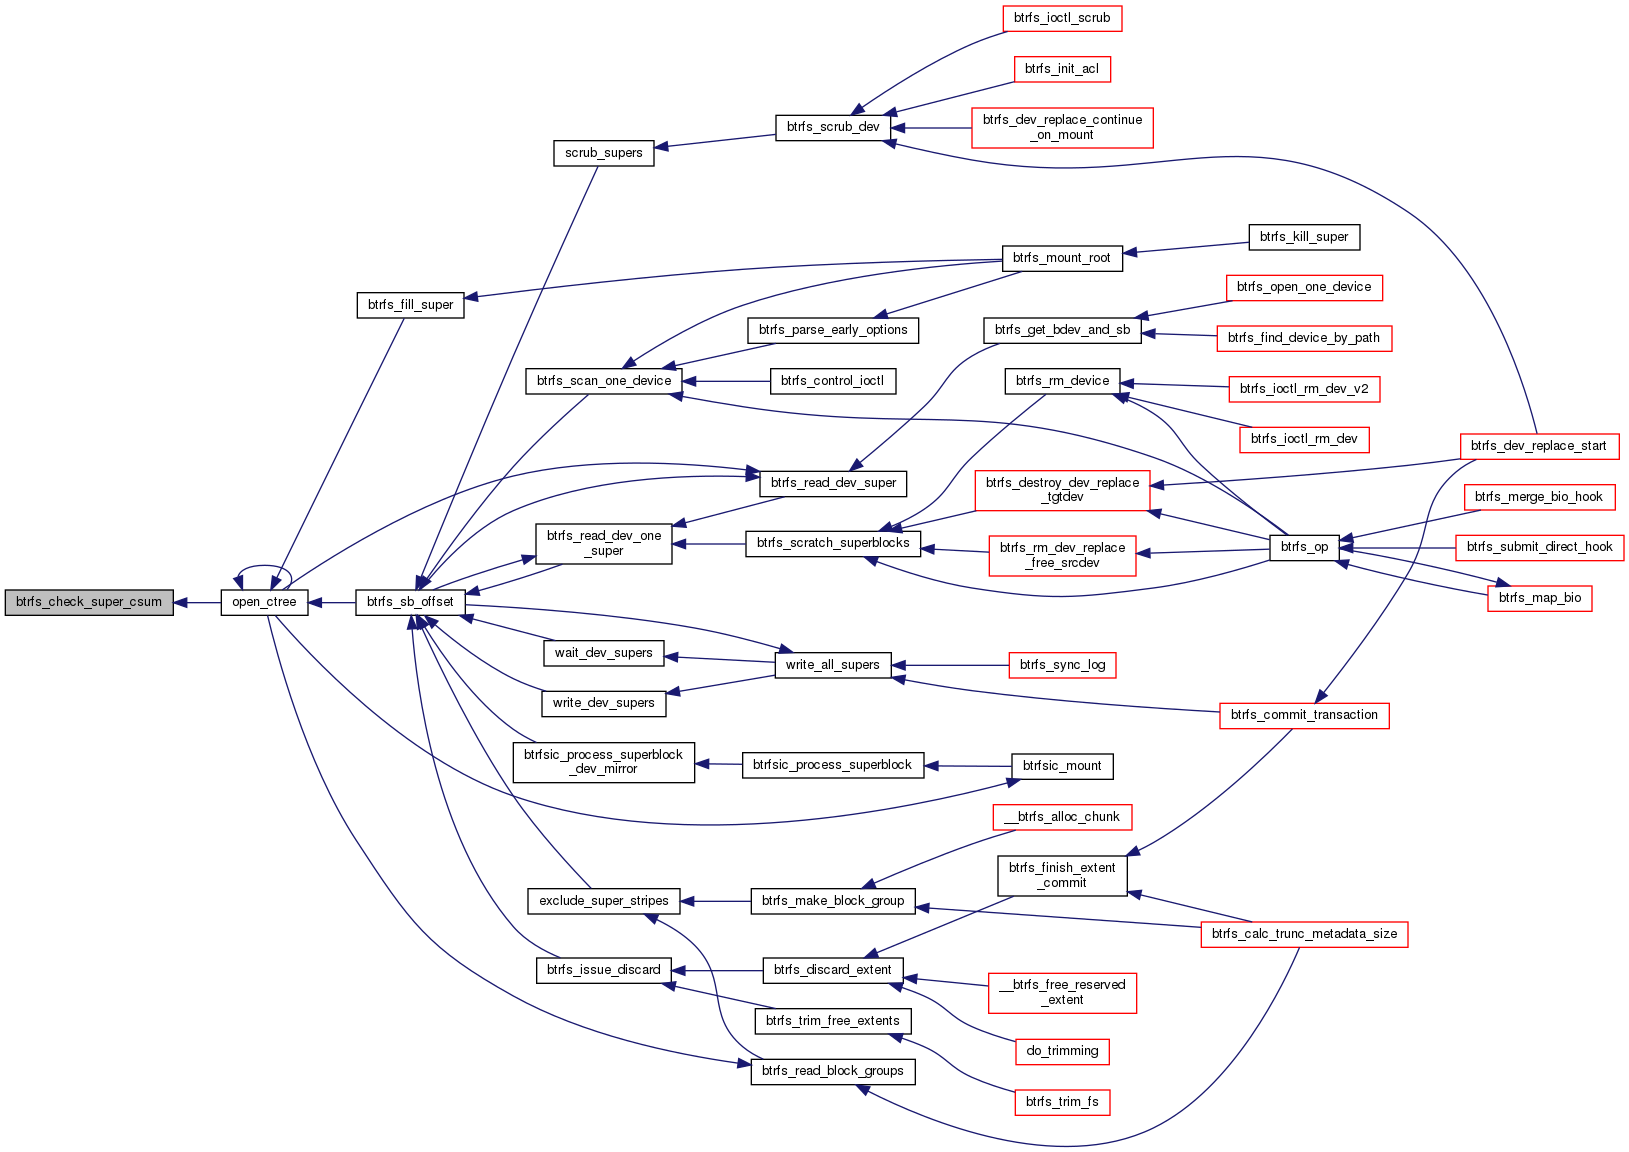 btrfs_ioctl_scrub
btrfs_init_acl
btrfs_dev_replace_continue
_on_mount
btrfs_scrub_dev
scrub_supers
btrfs_kill_super
btrfs_mount_root
btrfs_open_one_device
btrfs_fill_super
btrfs_parse_early_options
btrfs_get_bdev_and_sb
btrfs_find_device_by_path
btrfs_scan_one_device
btrfs_control_ioctl
btrfs_rm_device
btrfs_ioctl_rm_dev_v2
btrfs_ioctl_rm_dev
btrfs_dev_replace_start
btrfs_read_dev_super
btrfs_destroy_dev_replace
_tgtdev
btrfs_merge_bio_hook
btrfs_read_dev_one
_super
btrfs_scratch_superblocks
btrfs_rm_dev_replace
_free_srcdev
btrfs_op
btrfs_submit_direct_hook
btrfs_check_super_csum
open_ctree
btrfs_sb_offset
btrfs_map_bio
wait_dev_supers
write_all_supers
btrfs_sync_log
write_dev_supers
btrfs_commit_transaction
btrfsic_process_superblock
_dev_mirror
btrfsic_process_superblock
btrfsic_mount
__btrfs_alloc_chunk
btrfs_finish_extent
_commit
exclude_super_stripes
btrfs_make_block_group
btrfs_calc_trunc_metadata_size
btrfs_issue_discard
btrfs_discard_extent
__btrfs_free_reserved
_extent
btrfs_trim_free_extents
do_trimming
btrfs_read_block_groups
btrfs_trim_fs